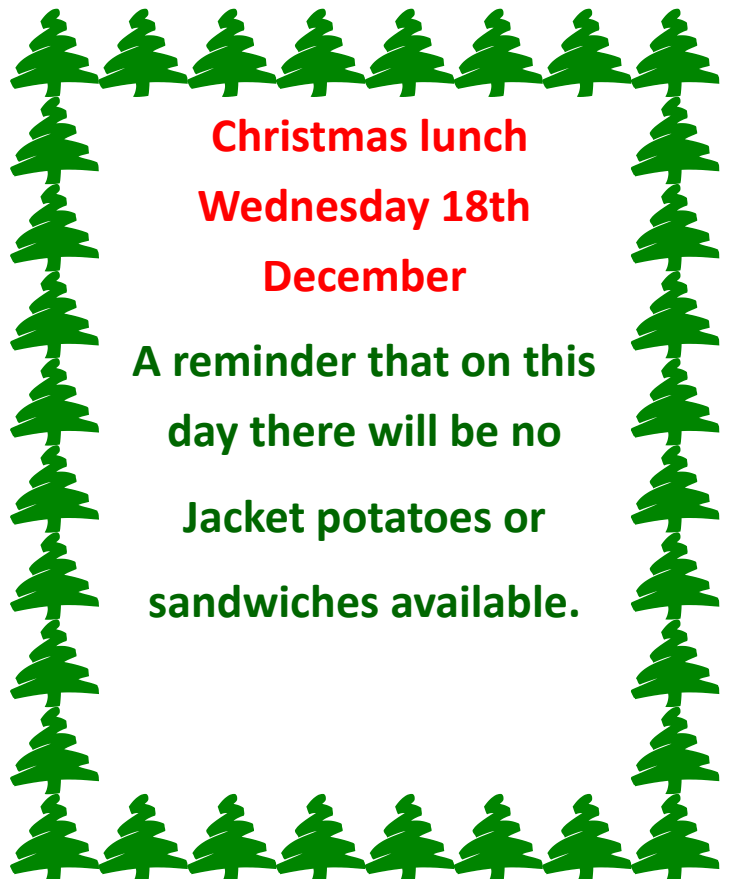 Christmas lunch
Wednesday 18th
December
A reminder that on this
day there will be no
Jacket potatoes or
sandwiches available.